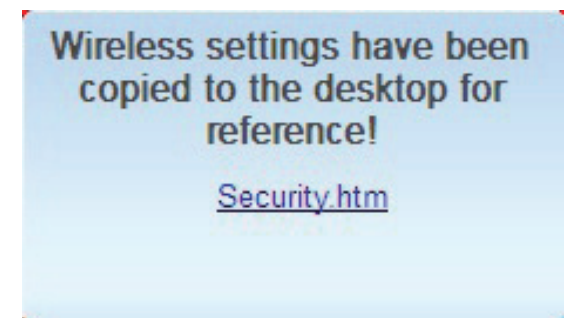 Wireless settings have been
copied to the desktop for
reference!
Security.htm